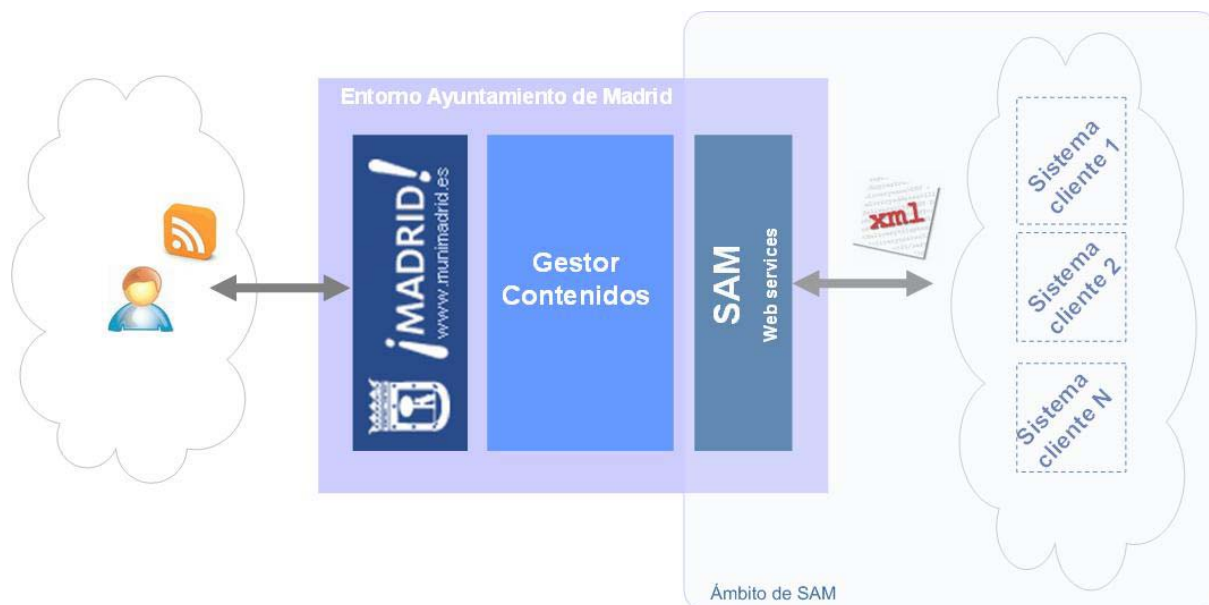 Entorno Ayuntamiento de Madrid
¡MADRID!
www.munimadrid.es
Gestor
Contenidos
SAM
Web services
xml
Sistema
cliente 1
Sistema
cliente 2
Sistema
cliente N
Ámbito de SAM